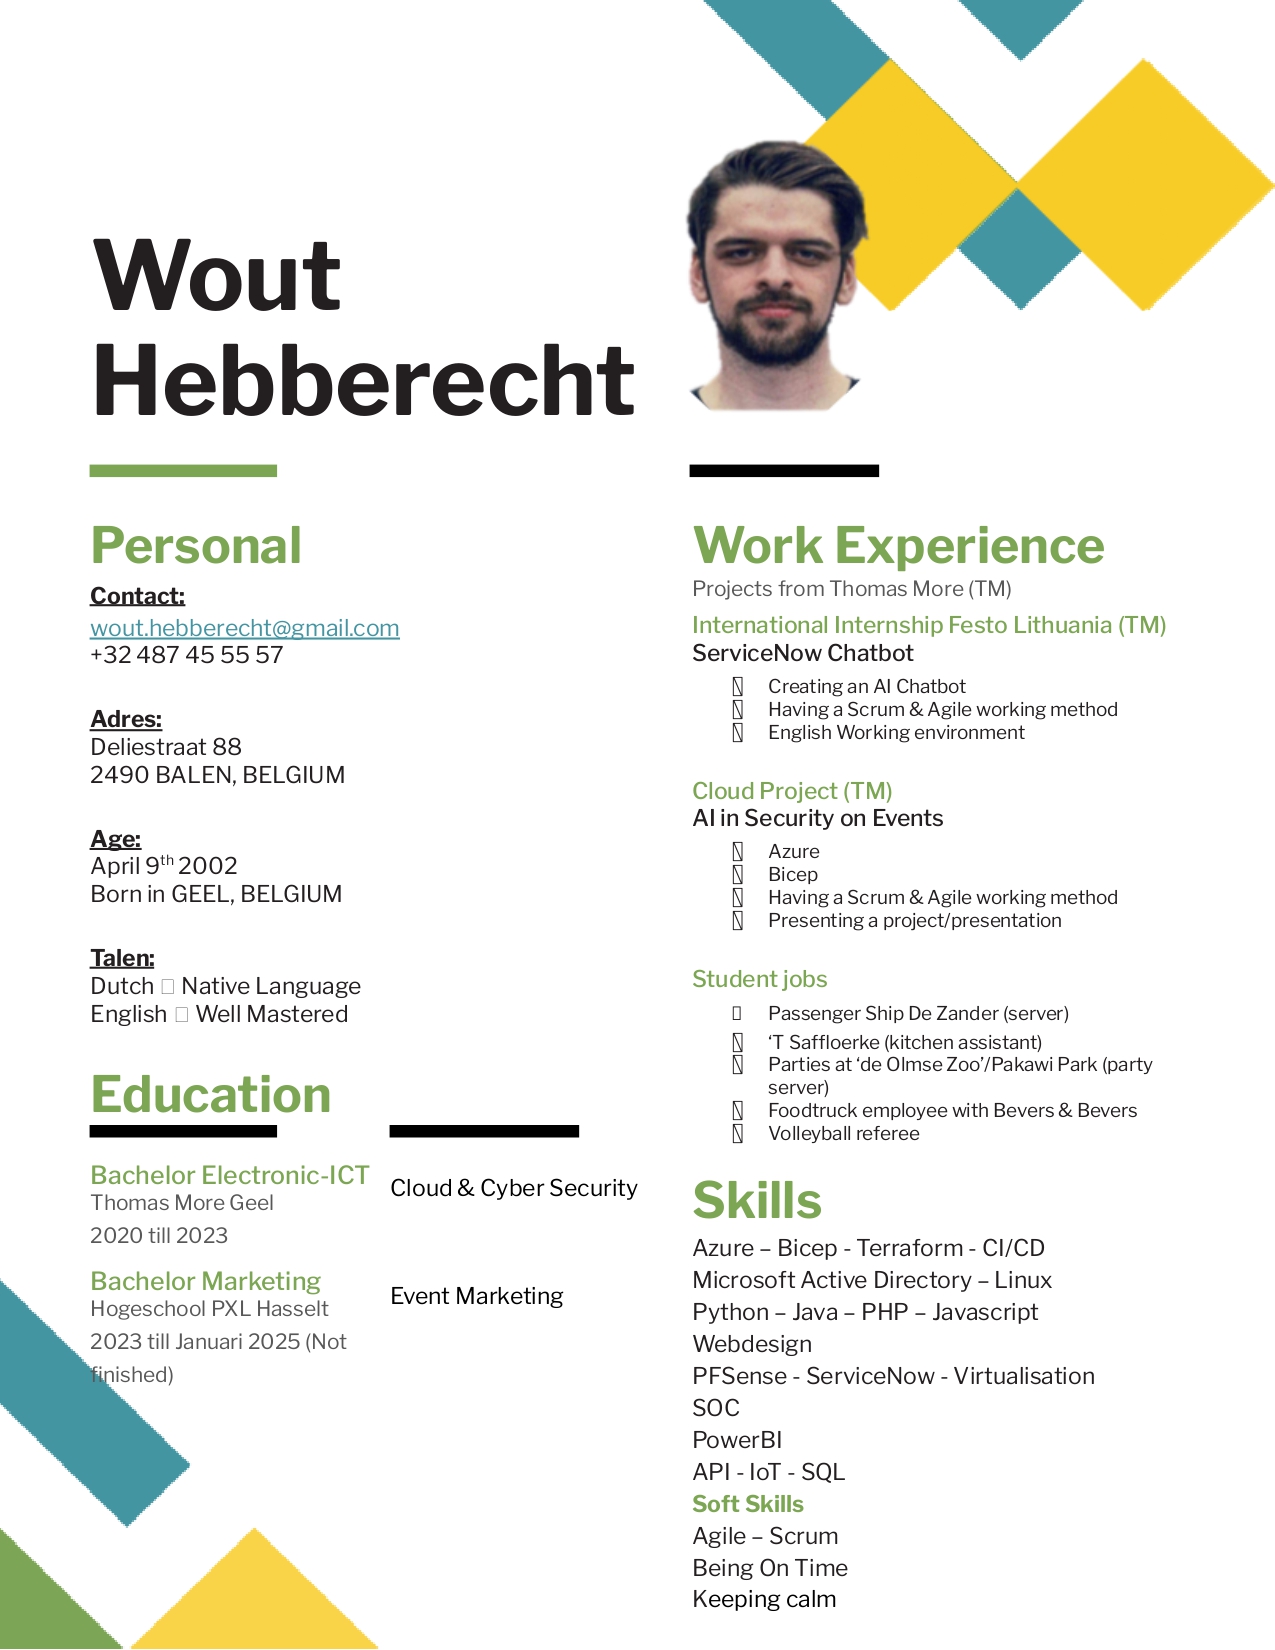 Wout
Hebberecht
Personal
Contact:
wout.hebberecht@gmail.com
+32 487 45 55 57
Adres:
Deliestraat 88
2490 BALEN, BELGIUM
Age:
April 9th 2002
Born in GEEL, BELGIUM
Talen:
Dutch Native Language
English Well Mastered
Education
Bachelor Electronic-ICT
Thomas More Geel
2020 till 2023
Cloud & Cyber Security
Bachelor Marketing
Hogeschool PXL Hasselt
2023 till Januari 2025 (Not
finished)
Event Marketing
Work Experience
Projects from Thomas More (TM)
International Internship Festo Lithuania (TM)
ServiceNow Chatbot
Creating an AI Chatbot
Having a Scrum & Agile working method
English Working environment
Cloud Project (TM)
AI in Security on Events
Azure
Bicep
Having a Scrum & Agile working method
Presenting a project/presentation
Student jobs
Passenger Ship De Zander (server)
‘T Saffloerke (kitchen assistant)
Parties at ‘de Olmse Zoo’/Pakawi Park (party
server)
Foodtruck employee with Bevers & Bevers
Volleyball referee
Skills
Azure – Bicep - Terraform - CI/CD
Microsoft Active Directory – Linux
Python – Java – PHP – Javascript
Webdesign
PFSense - ServiceNow - Virtualisation
SOC
PowerBI
API - IoT - SQL
Soft Skills
Agile – Scrum
Being On Time
Keeping calm